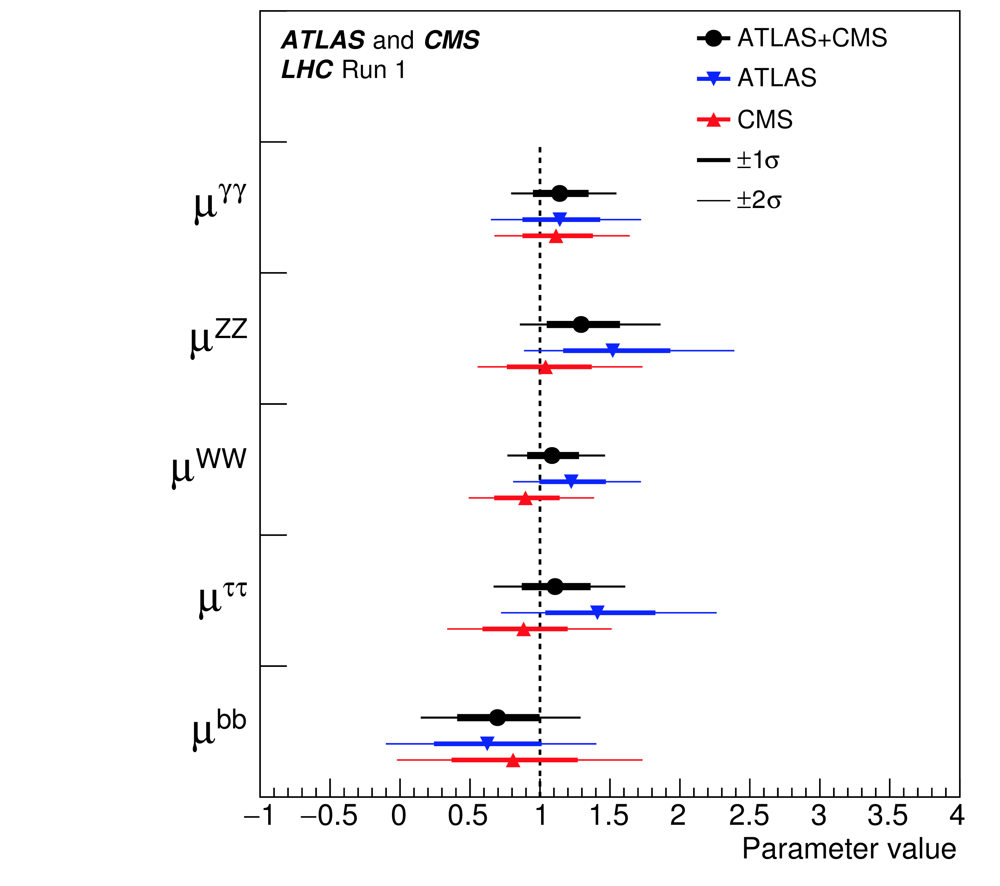 ATLAS and CMS
LHC Run 1
ATLAS+CMS
ATLAS
CMS
±1σ
±2σ
μ^γγ
μ^ZZ
μ^WW
μ^ττ
μ^bb
−1 −0.5 0 0.5 1 1.5 2 2.5 3 3.5 4
Parameter value